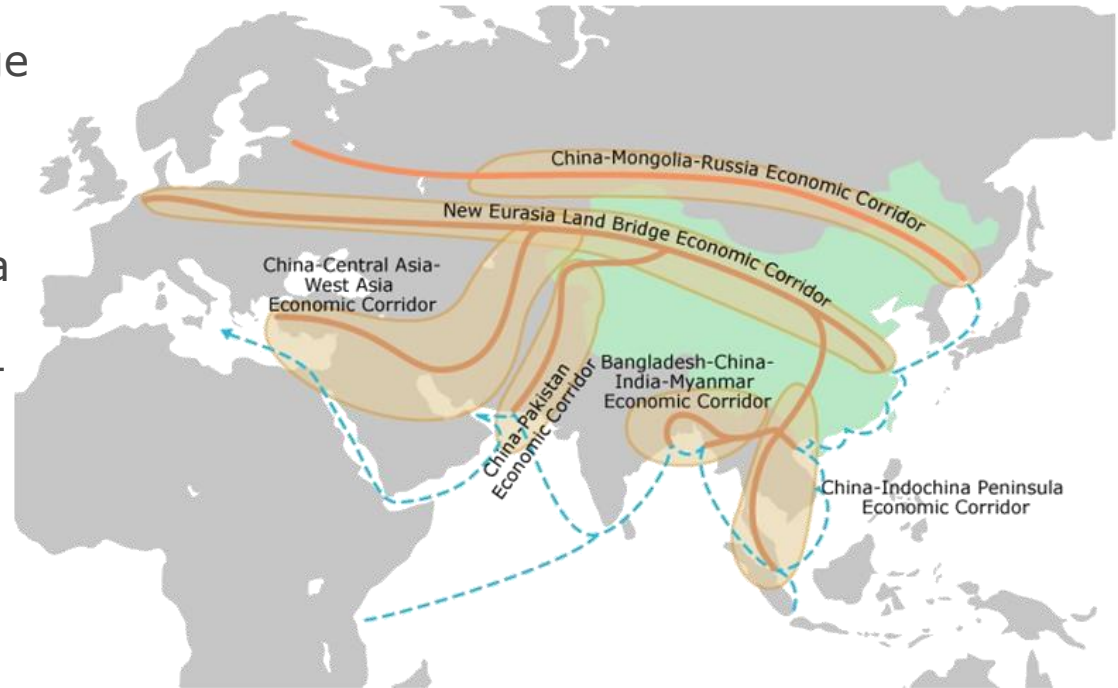 China-Mongolia-Russia Economic Corridor
New Eurasia Land Bridge Economic Corridor
China-Central Asia-
West Asia
Economic Corridor
China-Pakistan
Economic Corridor
Bangladesh-China-
India-Myanmar
Economic Corridor
China-Indochina Peninsula
Economic Corridor